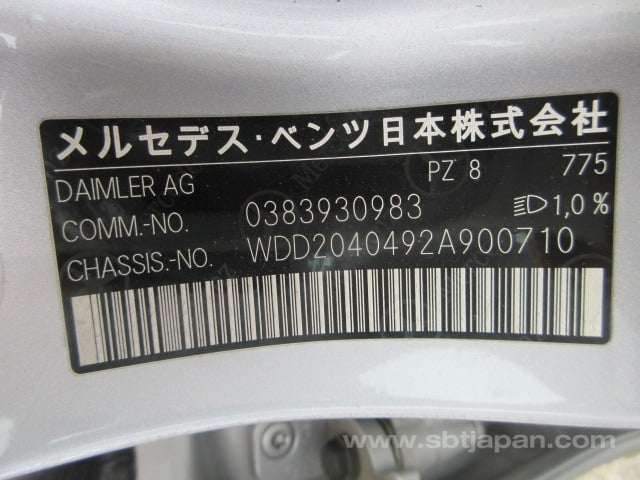 メルセデス・ベンツ日本株式会社
DAIMLER AG PZ 8 775
COMM.-NO. 0383930983 1,0 %
CHASSIS.-NO. WDD2040492A900710
www.sbtjapan.com